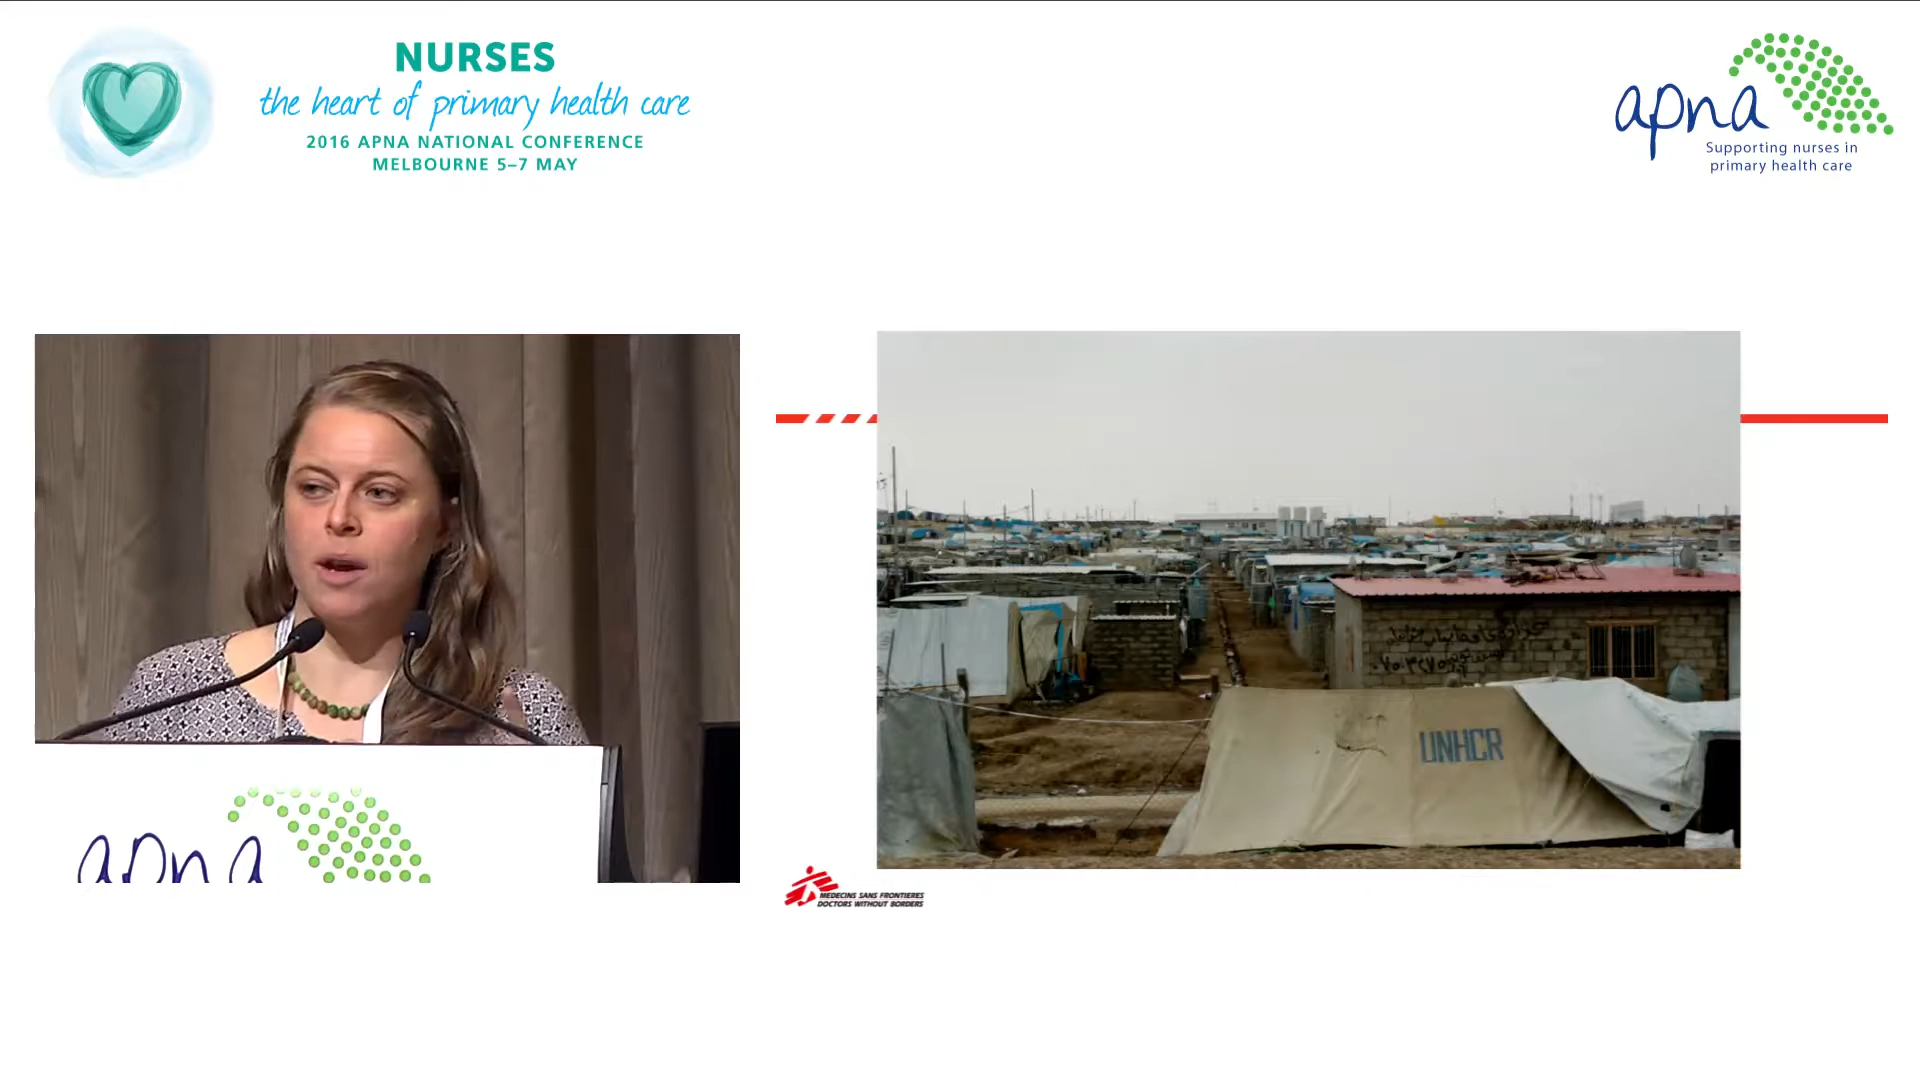 NURSES
the heart of primary health care
2016 APNA NATIONAL CONFERENCE
MELBOURNE 5–7 MAY
apna
Supporting nurses in
primary health care
UNHCR
apna
MEDECINS SANS FRONTIERES
DOCTORS WITHOUT BORDERS